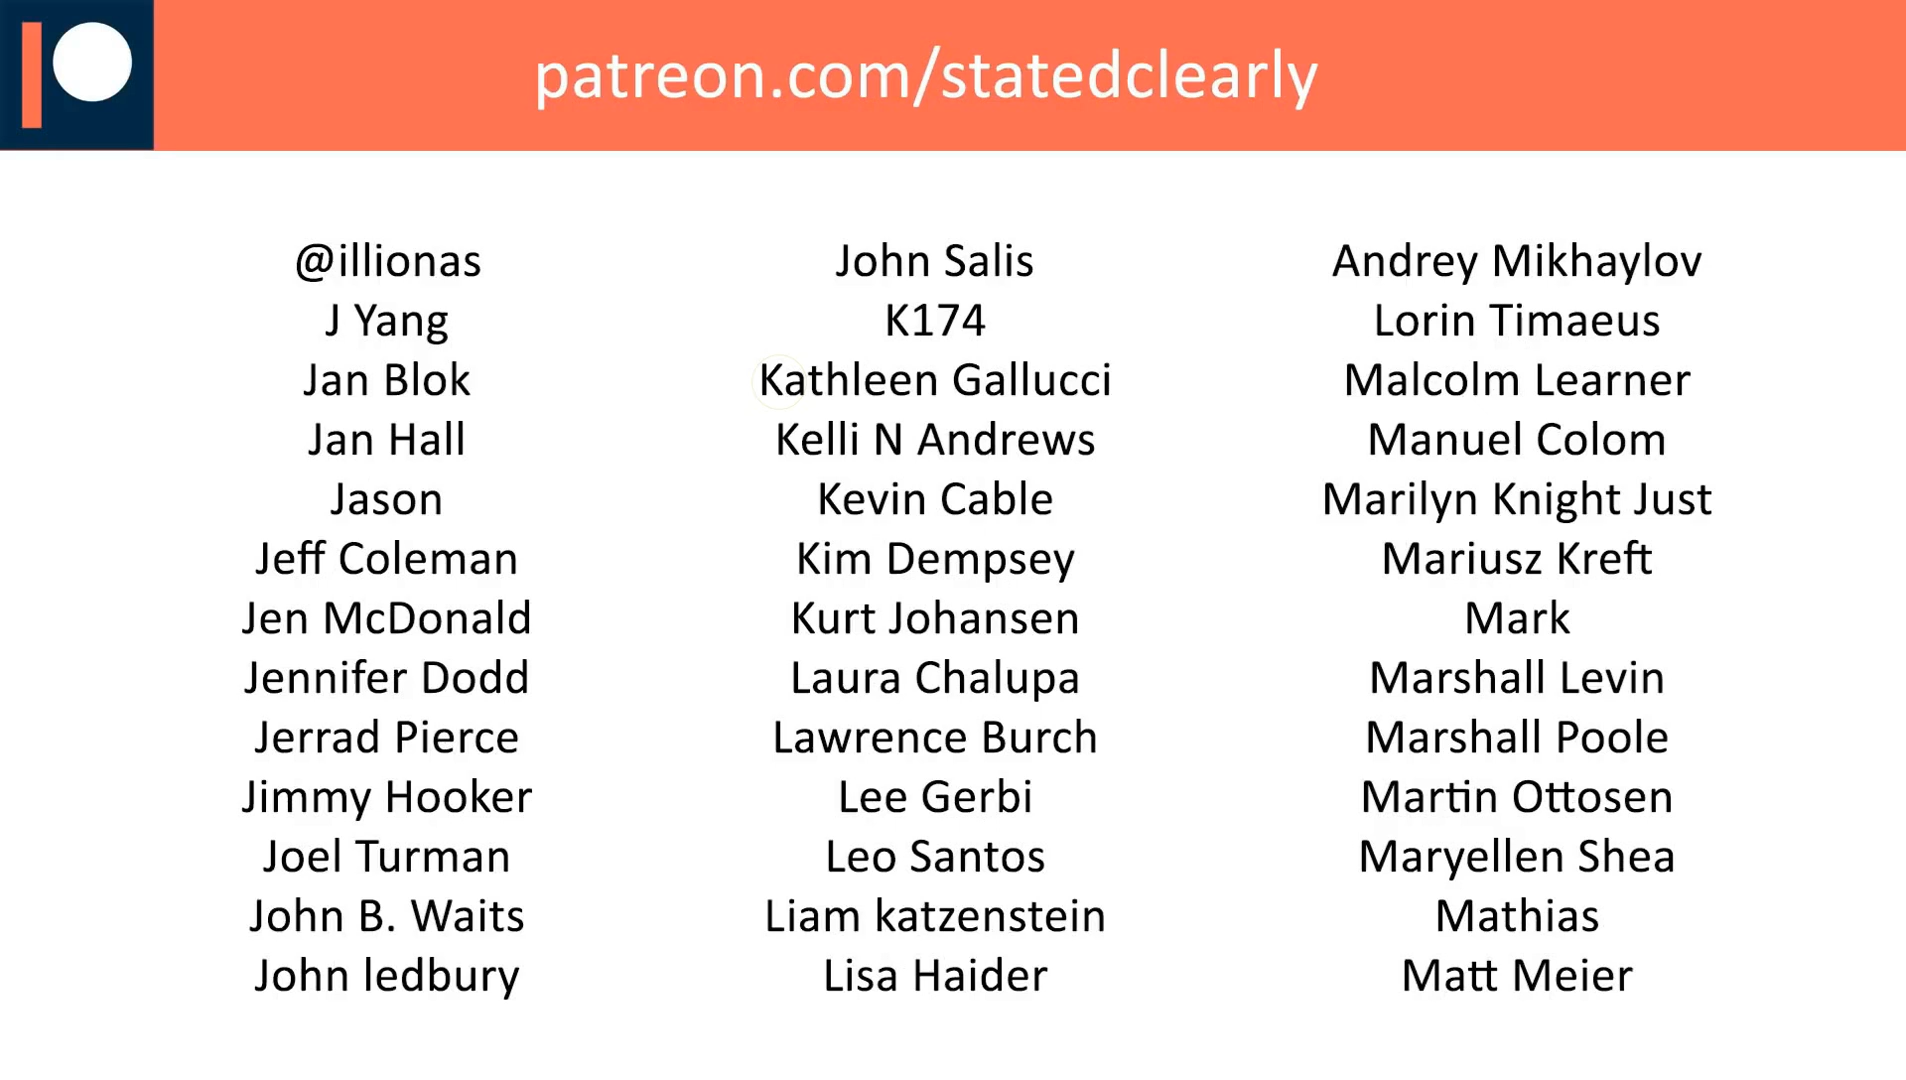 patreon.com/statedclearly
@illionas
J Yang
Jan Blok
Jan Hall
Jason
Jeff Coleman
Jen McDonald
Jennifer Dodd
Jerrad Pierce
Jimmy Hooker
Joel Turman
John B. Waits
John ledbury
John Salis
K174
Kathleen Gallucci
Kelli N Andrews
Kevin Cable
Kim Dempsey
Kurt Johansen
Laura Chalupa
Lawrence Burch
Lee Gerbi
Leo Santos
Liam katzenstein
Lisa Haider
Andrey Mikhaylov
Lorin Timaeus
Malcolm Learner
Manuel Colom
Marilyn Knight Just
Mariusz Kreft
Mark
Marshall Levin
Marshall Poole
Martin Ottosen
Maryellen Shea
Mathias
Matt Meier